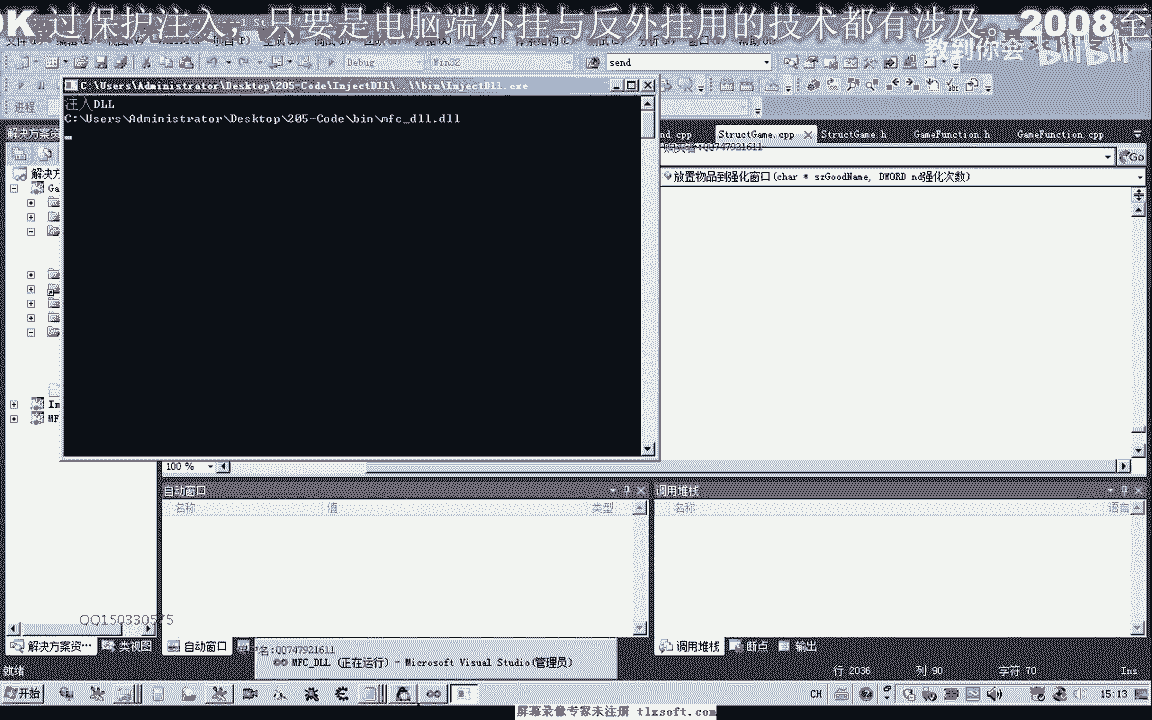 OK 过保护注入，只要是电脑端外挂与反外挂用的技术都有涉及。2008至
教到你会
bilibili
Debug
Win32
send
C:\Users\Administrator\Desktop\205-Code\InjectDll\..\\bin\InjectDll.exe
注入DLL
C:\Users\Administrator\Desktop\205-Code\bin\mfc_dll.dll
进程
解决方案资
nd.cpp
StructGame.cpp
StructGame.h
GameFunction.h
GameFunction.cpp
购买者:QQ747921611
Go
放置物品到强化窗口(char * szGoodName, DWORD nd强化次数)
解决方
Ga
In
MF
100 %
自动窗口
调用堆栈
名称
值
类型
名称
语言
QQ150330575
解决方案资…
类视图
自动窗口
名:QQ747921611
MFC_DLL (正在运行) - Microsoft Visual Studio(管理员)
调用堆栈
断点
输出
就绪
行 2036
列 90
字符 70
Ins
开始
CH
15:13
屏幕录像专家未注册 tlxsoft.com